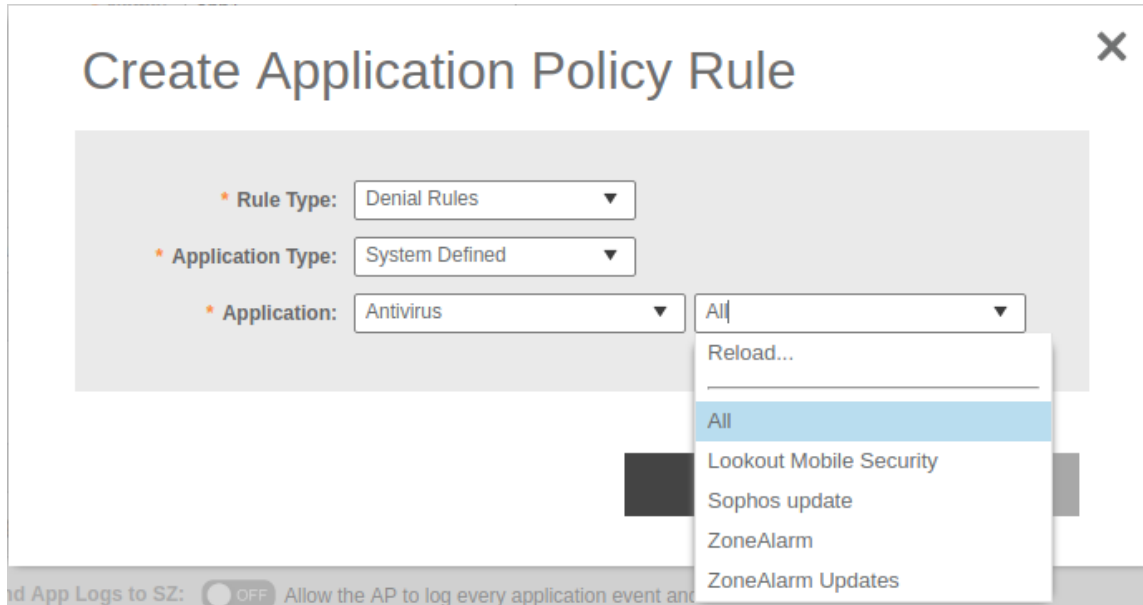 Create Application Policy Rule
* Rule Type: Denial Rules
* Application Type: System Defined
* Application: Antivirus All
Reload...
All
Lookout Mobile Security
Sophos update
ZoneAlarm
ZoneAlarm Updates
App Logs to SZ: OFF Allow the AP to log every application event